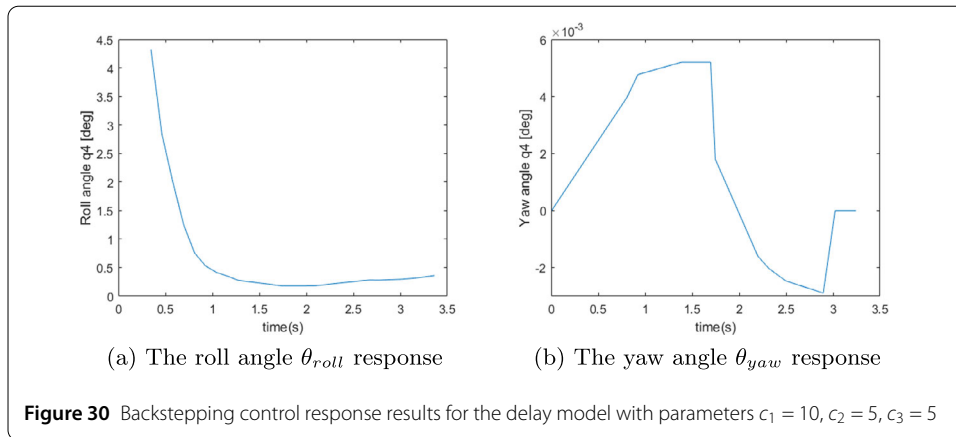 4.5
4
3.5
3
2.5
2
1.5
1
0.5
0
Roll angle q4 [deg]
0 0.5 1 1.5 2 2.5 3 3.5
time(s)
(a) The roll angle θ_roll response
×10^-3
6
4
2
0
-2
Yaw angle q4 [deg]
0 0.5 1 1.5 2 2.5 3 3.5
time(s)
(b) The yaw angle θ_yaw response
Figure 30 Backstepping control response results for the delay model with parameters c₁ = 10, c₂ = 5, c₃ = 5